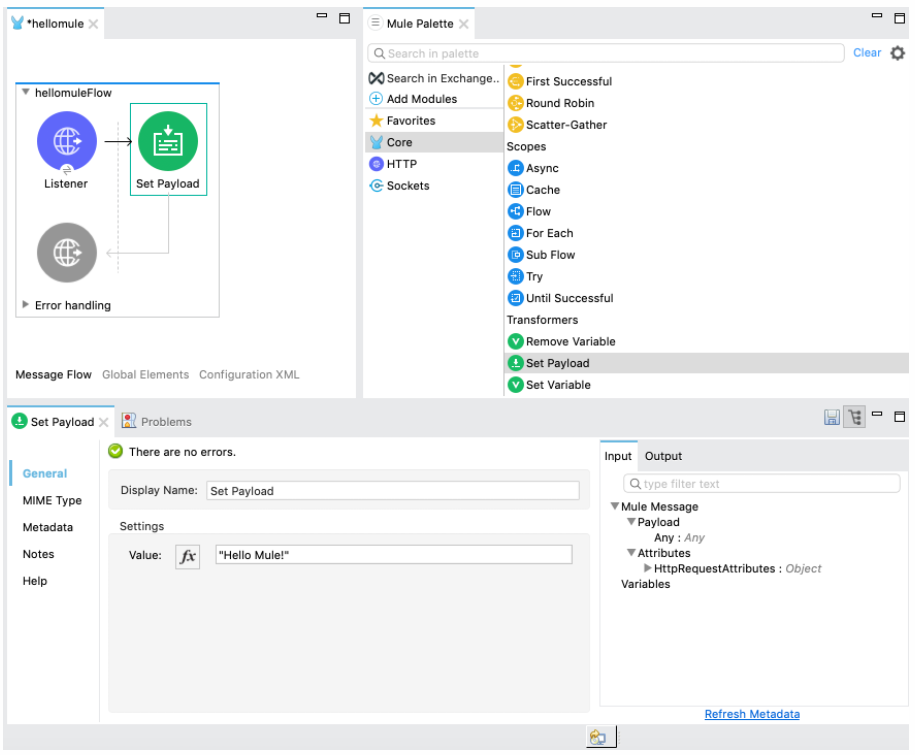 *hellomule
hellomuleFlow
Listener
Set Payload
Error handling
Message Flow Global Elements Configuration XML
Mule Palette
Search in palette
Clear
Search in Exchange..
Add Modules
Favorites
Core
HTTP
Sockets
First Successful
Round Robin
Scatter-Gather
Scopes
Async
Cache
Flow
For Each
Sub Flow
Try
Until Successful
Transformers
Remove Variable
Set Payload
Set Variable
Set Payload Problems
General
MIME Type
Metadata
Notes
Help
There are no errors.
Display Name: Set Payload
Settings
Value: fx "Hello Mule!"
Input Output
type filter text
Mule Message
Payload
Any : Any
Attributes
HttpRequestAttributes : Object
Variables
Refresh Metadata